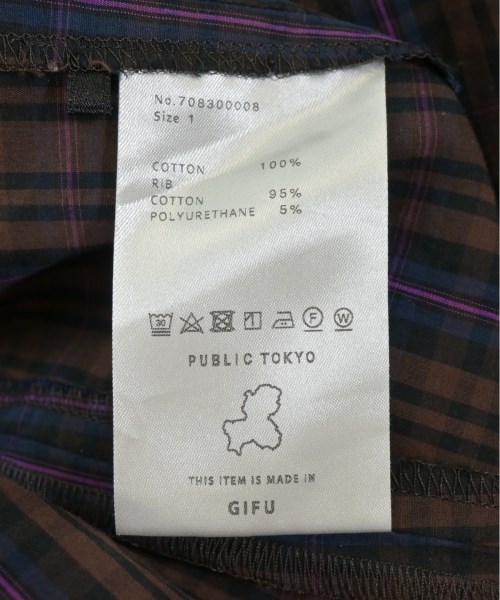 No.708300008
Size 1
COTTON 100%
RIB
COTTON 95%
POLYURETHANE 5%
30 F W
PUBLIC TOKYO
THIS ITEM IS MADE IN
GIFU